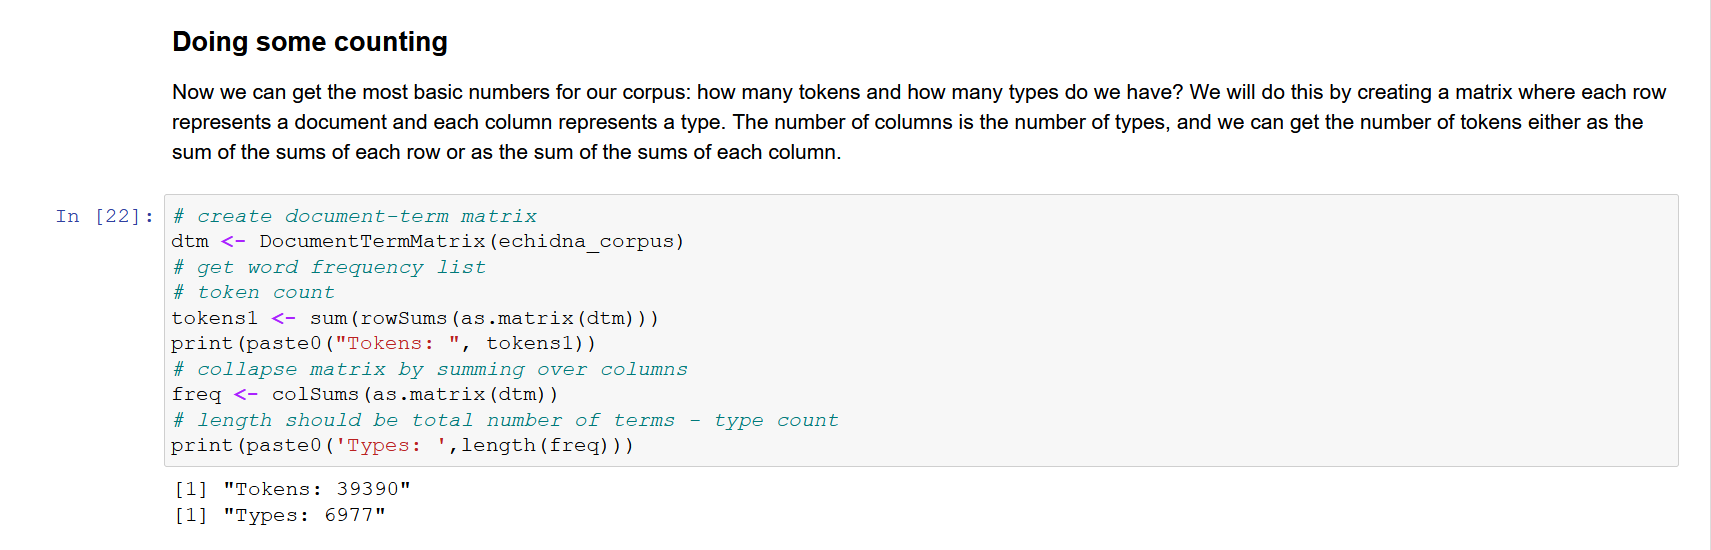 Doing some counting
Now we can get the most basic numbers for our corpus: how many tokens and how many types do we have? We will do this by creating a matrix where each row
represents a document and each column represents a type. The number of columns is the number of types, and we can get the number of tokens either as the
sum of the sums of each row or as the sum of the sums of each column.
In [22]:
# create document-term matrix
dtm <- DocumentTermMatrix(echidna_corpus)
# get word frequency list
# token count
tokens1 <- sum(rowSums(as.matrix(dtm)))
print(paste0("Tokens: ", tokens1))
# collapse matrix by summing over columns
freq <- colSums(as.matrix(dtm))
# length should be total number of terms - type count
print(paste0('Types: ',length(freq)))
[1] "Tokens: 39390"
[1] "Types: 6977"